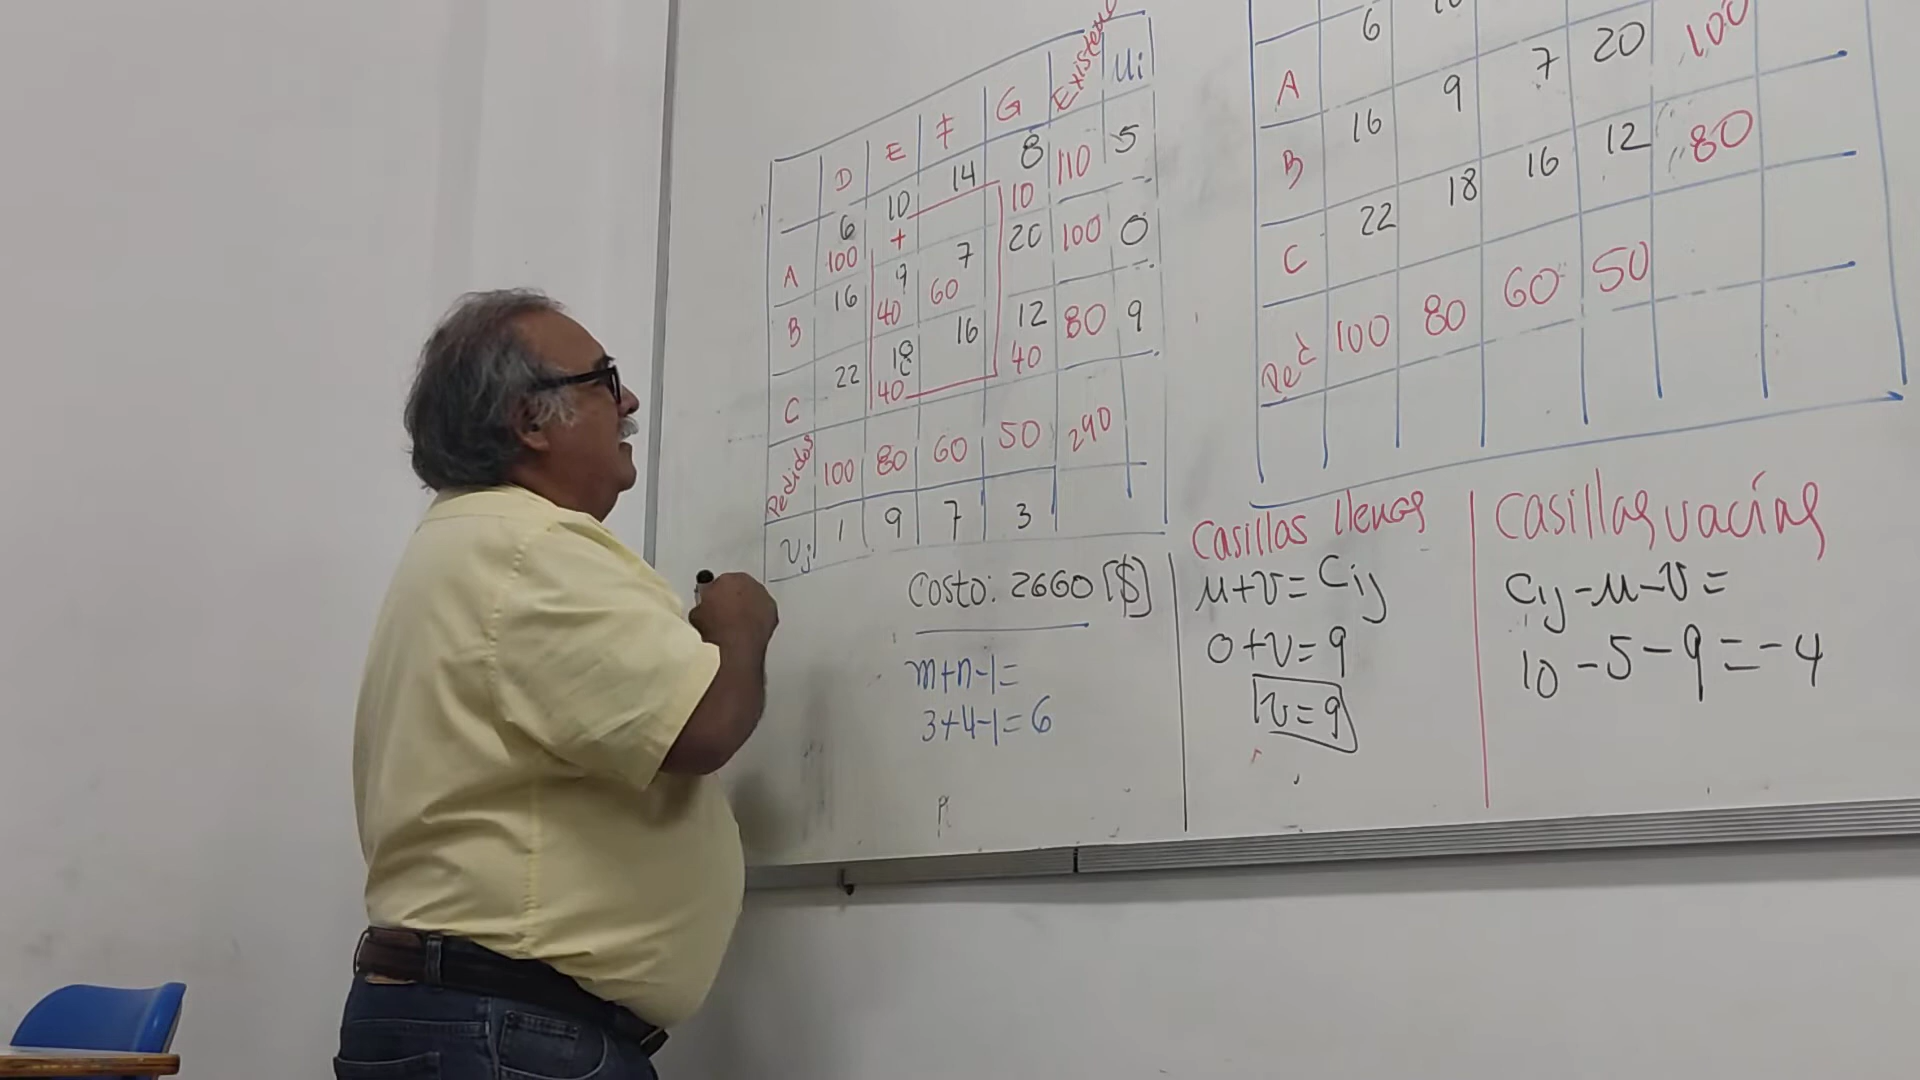 D E F G Existenc Ui
6 10 14 8 110 5
A 100 + 10
16 9 7 20 100 0
B 40 60
22 18 16 12 80 9
C 40 40
Pedidos 100 80 60 50 290
Vj 1 9 7 3
Costo: 2660 [$]
m+n-1=
3+4-1=6
6
A 7 20 100
16 9
B 12 80
22 18 16
C
Ped 100 80 60 50
Casillas llenas
u+v=Cij
0+v=9
v=9
Casillas vacías
Cij-u-v=
10-5-9=-4